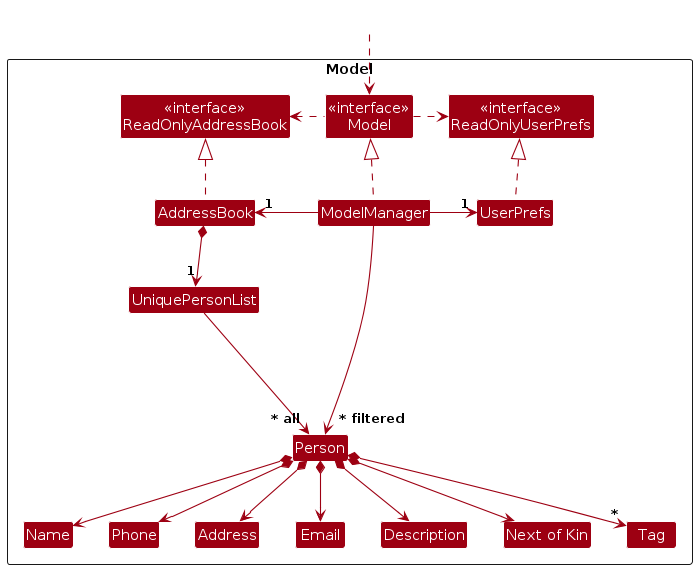 Model
«interface»
ReadOnlyAddressBook
«interface»
Model
«interface»
ReadOnlyUserPrefs
AddressBook
1
ModelManager
1
UserPrefs
1
UniquePersonList
* all
* filtered
Person
*
Name
Phone
Address
Email
Description
Next of Kin
Tag